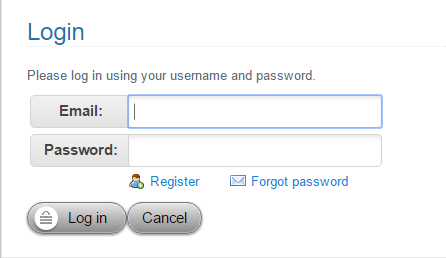 Login
Please log in using your username and password.
Email:
Password:
Register Forgot password
Log in Cancel